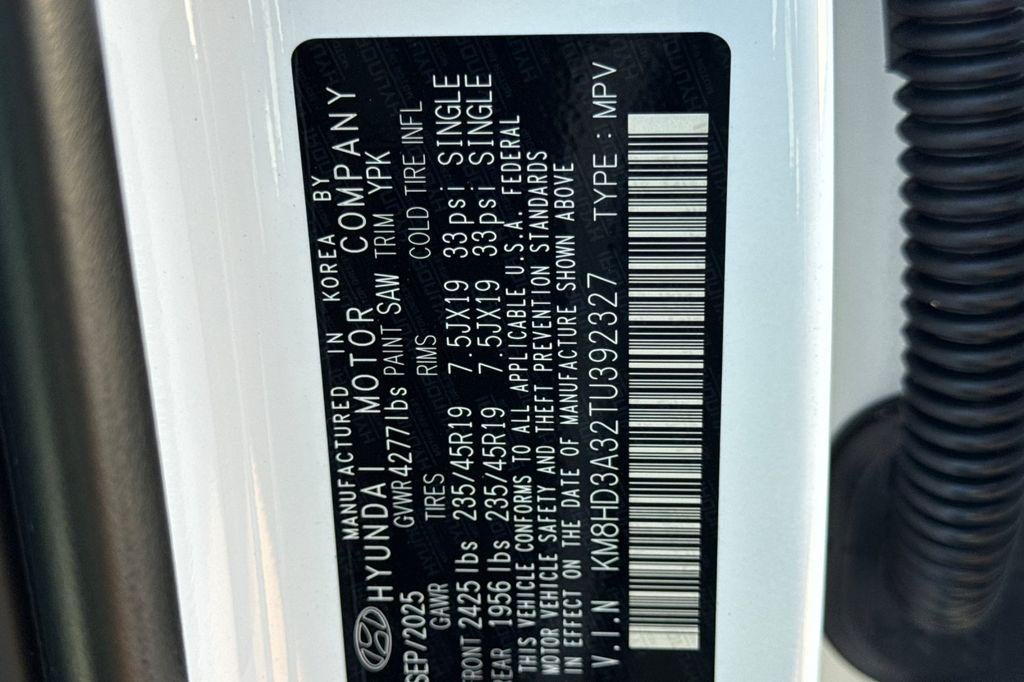 MANUFACTURED IN KOREA BY
HYUNDAI MOTOR COMPANY
SEP/2025 GVWR4277lbs PAINT SAW TRIM YPK
GAWR TIRES RIMS COLD TIRE INFL
FRONT 2425 lbs 235/45R19 7.5JX19 33psi SINGLE
REAR 1956 lbs 235/45R19 7.5JX19 33psi SINGLE
THIS VEHICLE CONFORMS TO ALL APPLICABLE U.S.A. FEDERAL
MOTOR VEHICLE SAFETY AND THEFT PREVENTION STANDARDS
IN EFFECT ON THE DATE OF MANUFACTURE SHOWN ABOVE
V.I.N KM8HD3A32TU392327 TYPE : MPV